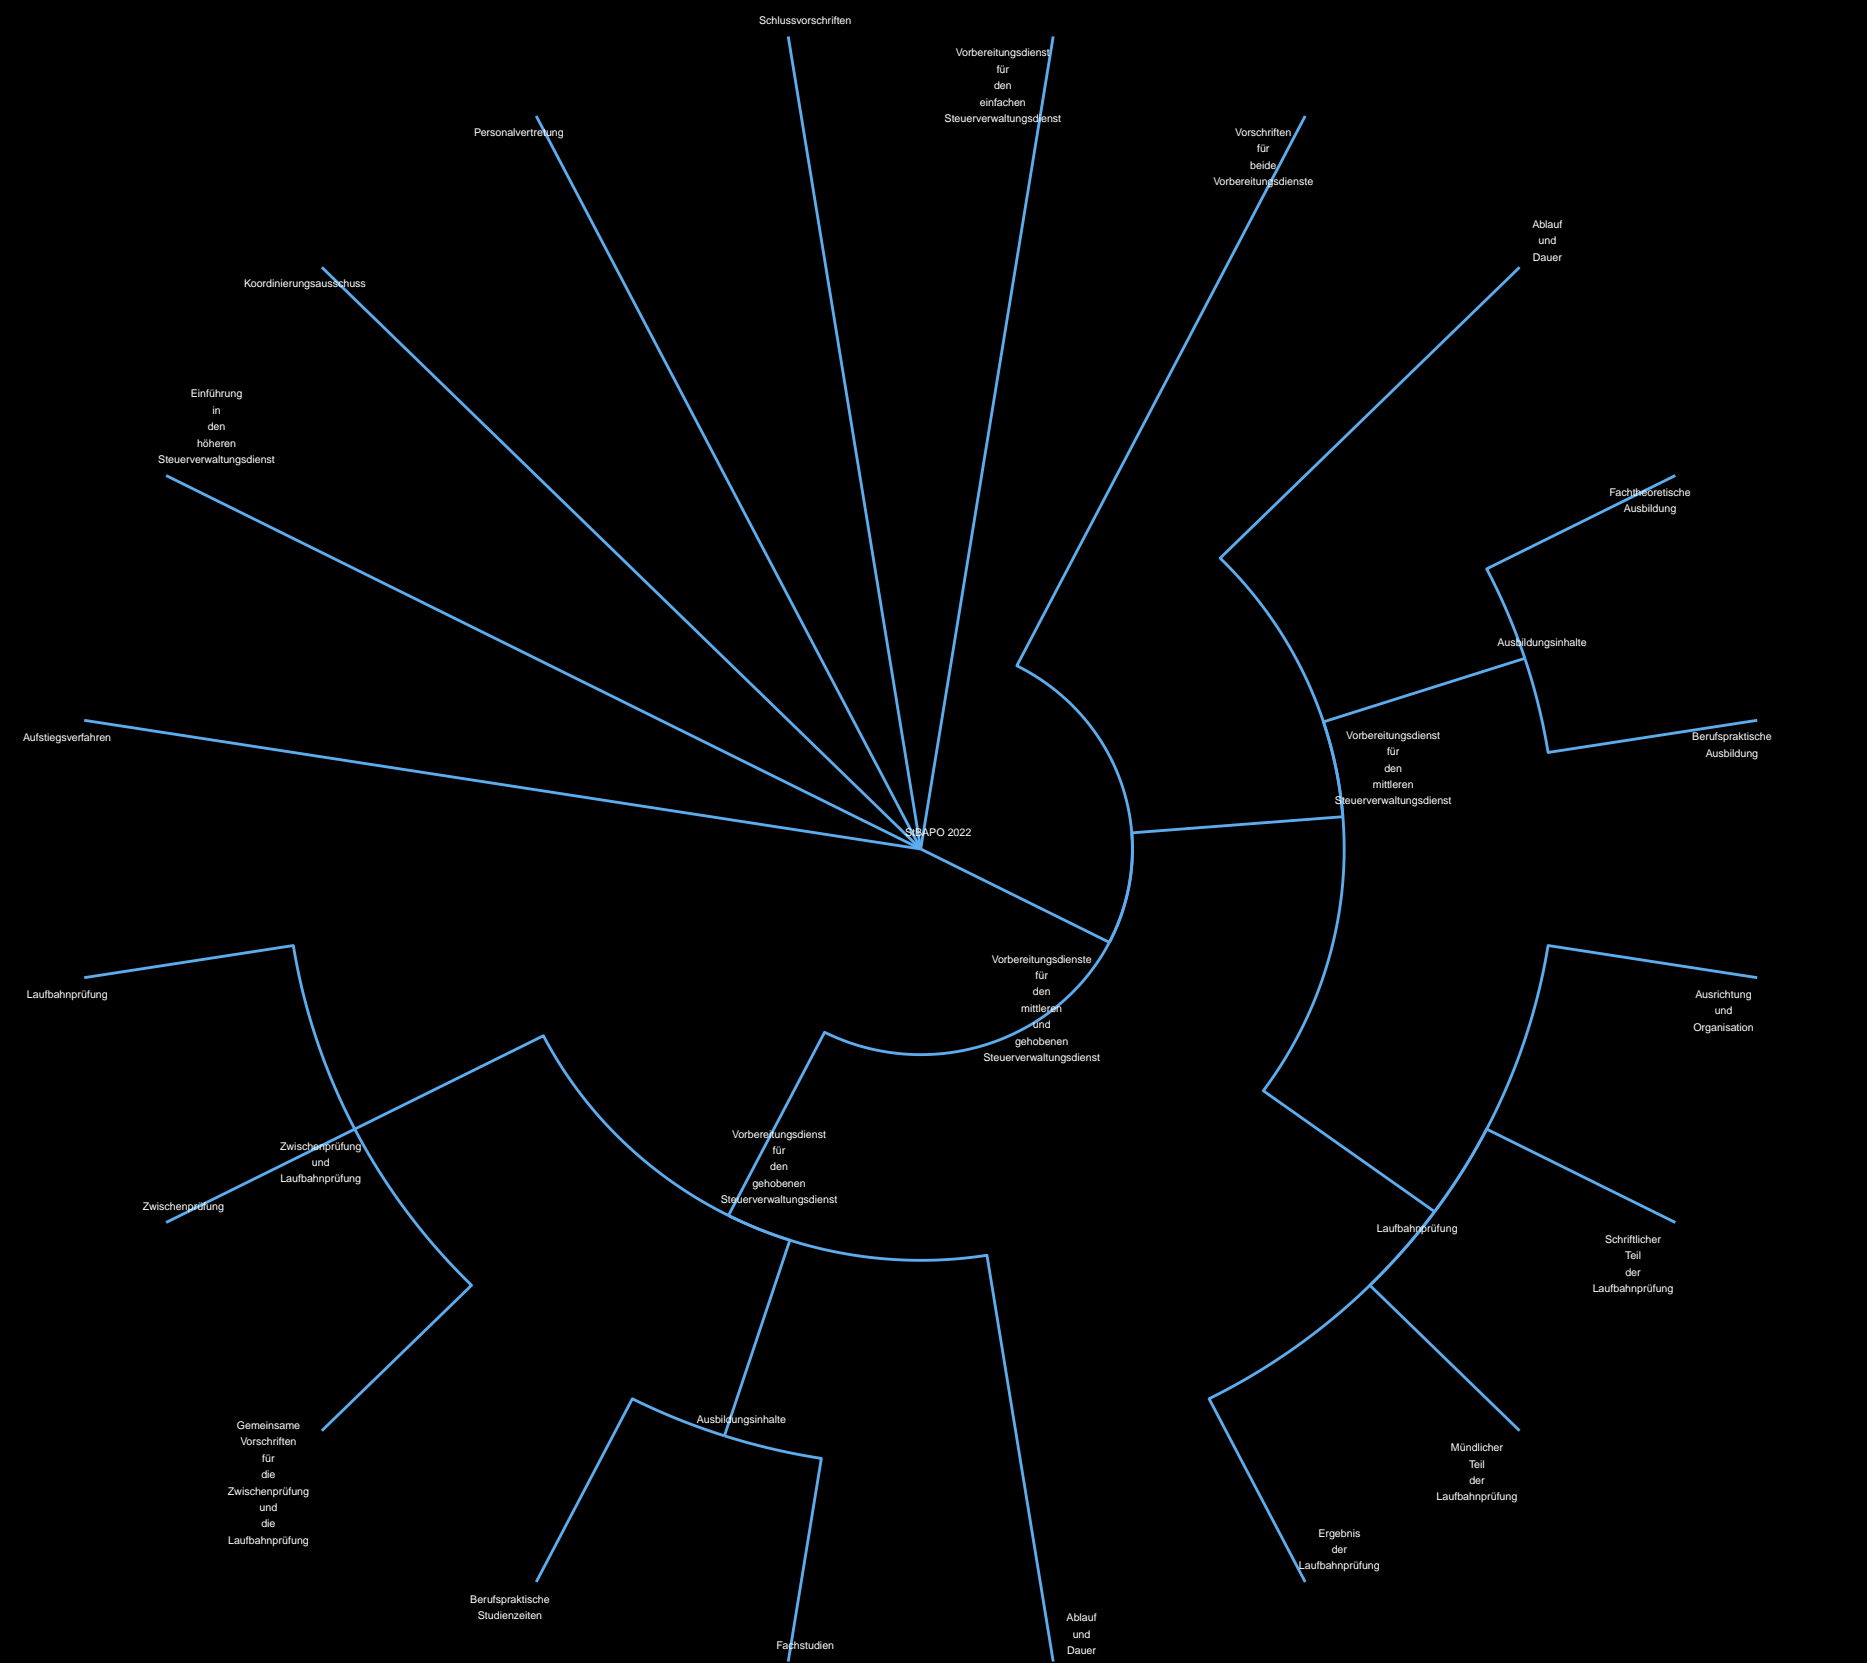 Schlussvorschriften
Vorbereitungsdienst
für
den
einfachen
Steuerverwaltungsdienst
Personalvertretung
Vorschriften
für
beide
Vorbereitungsdienste
Ablauf
und
Dauer
Koordinierungsausschuss
Einführung
in
den
höheren
Steuerverwaltungsdienst
Fachtheoretische
Ausbildung
Ausbildungsinhalte
Aufstiegsverfahren
Vorbereitungsdienst
für
den
mittleren
Steuerverwaltungsdienst
Berufspraktische
Ausbildung
StBAPO 2022
Vorbereitungsdienste
für
den
mittleren
und
gehobenen
Steuerverwaltungsdienst
Laufbahnprüfung
Ausrichtung
und
Organisation
Vorbereitungsdienst
für
den
gehobenen
Steuerverwaltungsdienst
Zwischenprüfung
und
Laufbahnprüfung
Zwischenprüfung
Laufbahnprüfung
Schriftlicher
Teil
der
Laufbahnprüfung
Ausbildungsinhalte
Gemeinsame
Vorschriften
für
die
Zwischenprüfung
und
die
Laufbahnprüfung
Mündlicher
Teil
der
Laufbahnprüfung
Ergebnis
der
Laufbahnprüfung
Berufspraktische
Studienzeiten
Fachstudien
Ablauf
und
Dauer